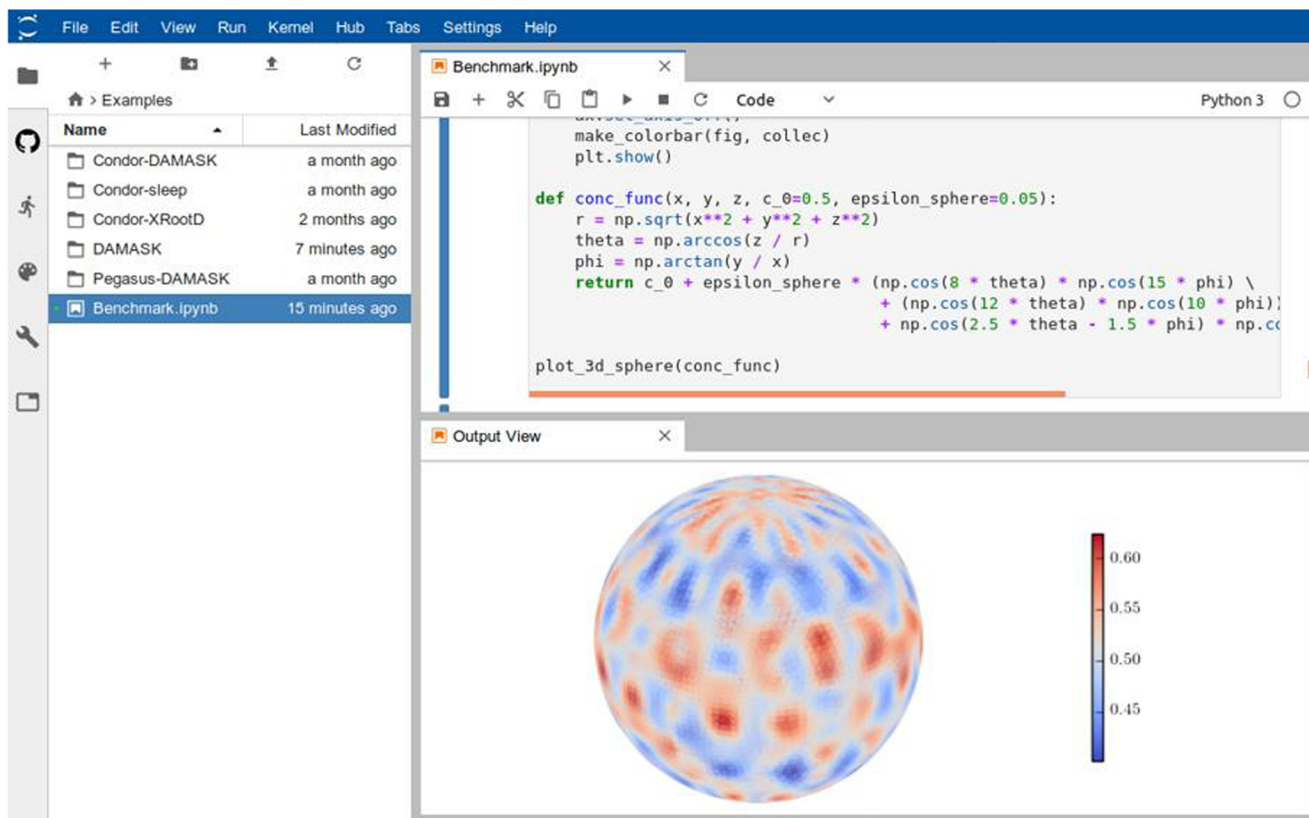 File Edit View Run Kernel Hub Tabs Settings Help
Examples
Name Last Modified
Condor-DAMASK a month ago
Condor-sleep a month ago
Condor-XRootD 2 months ago
DAMASK 7 minutes ago
Pegasus-DAMASK a month ago
Benchmark.ipynb 15 minutes ago
Benchmark.ipynb
Code Python 3
make_colorbar(fig, collec)
plt.show()
def conc_func(x, y, z, c_0=0.5, epsilon_sphere=0.05):
r = np.sqrt(x**2 + y**2 + z**2)
theta = np.arccos(z / r)
phi = np.arctan(y / x)
return c_0 + epsilon_sphere * (np.cos(8 * theta) * np.cos(15 * phi) \
+ (np.cos(12 * theta) * np.cos(10 * phi))
+ np.cos(2.5 * theta - 1.5 * phi) *
plot_3d_sphere(conc_func)
Output View
0.60
0.55
0.50
0.45